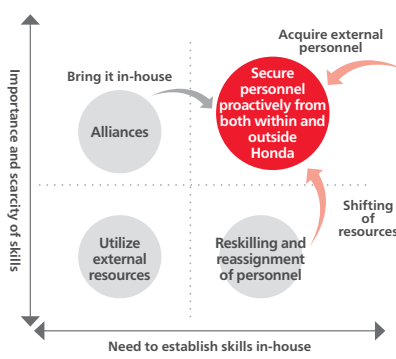 Acquire external
personnel
Bring it in-house
Secure
personnel
proactively from
both within and
outside
Honda
Alliances
Importance and scarcity of skills
Shifting
of
resources
Utilize
external
resources
Reskilling and
reassignment
of personnel
Need to establish skills in-house